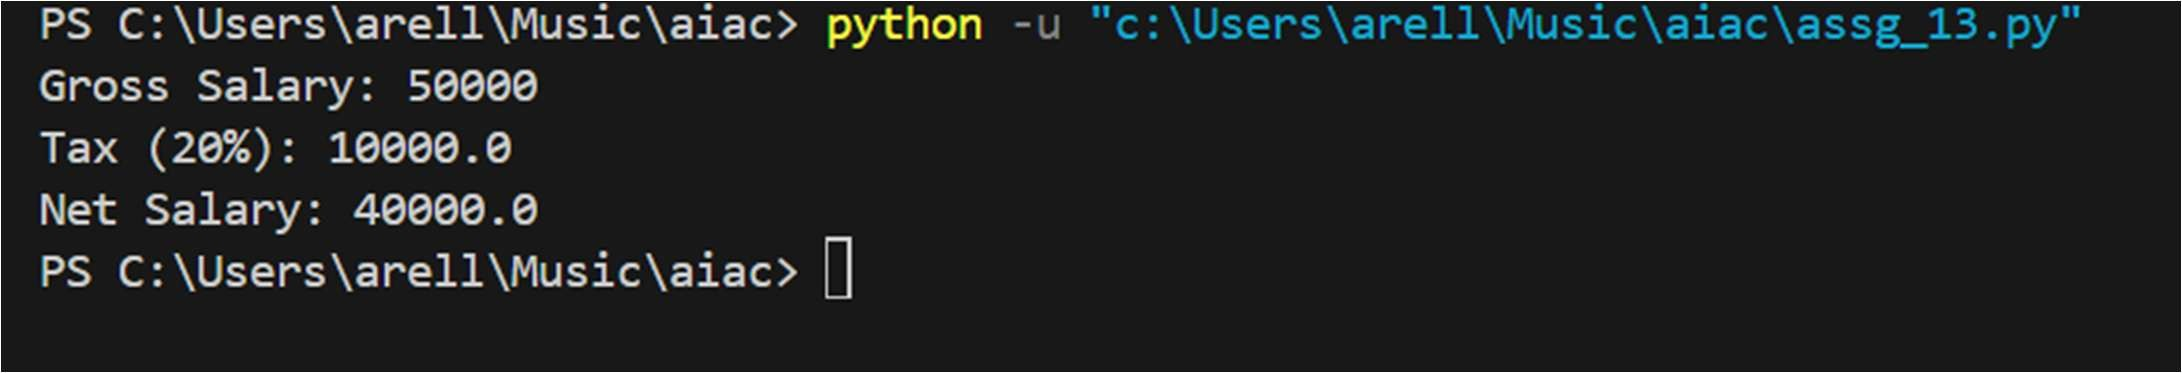 PS C:\Users\arell\Music\aiac> python -u "c:\Users\arell\Music\aiac\assg_13.py"
Gross Salary: 50000
Tax (20%): 10000.0
Net Salary: 40000.0
PS C:\Users\arell\Music\aiac>